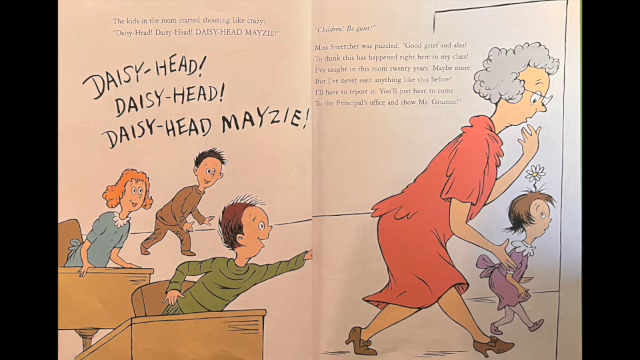 The kids in the room started shouting like crazy:
"Daisy-Head! Daisy-Head! DAISY-HEAD MAYZIE!"
DAISY-HEAD!
DAISY-HEAD!
DAISY-HEAD MAYZIE!
"Children! Be quiet!"
Miss Sneetcher was puzzled. "Good grief and alas!
To think this has happened right here in my class!
I've taught in this room twenty years. Maybe more.
But I've never seen anything like this before!
I'll have to report it. You'll just have to come
To the Principal's office and show Mr. Grumm!"